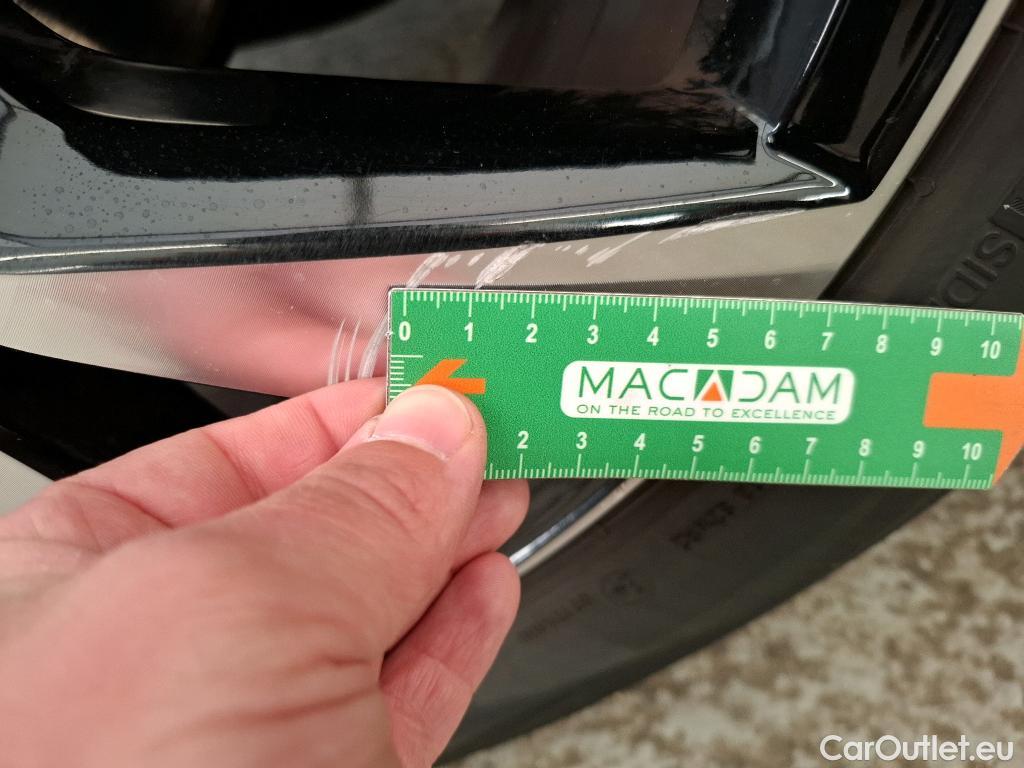 0 1 2 3 4 5 6 7 8 9 10
MACADAM
ON THE ROAD TO EXCELLENCE
2 3 4 5 6 7 8 9 10
CarOutlet.eu